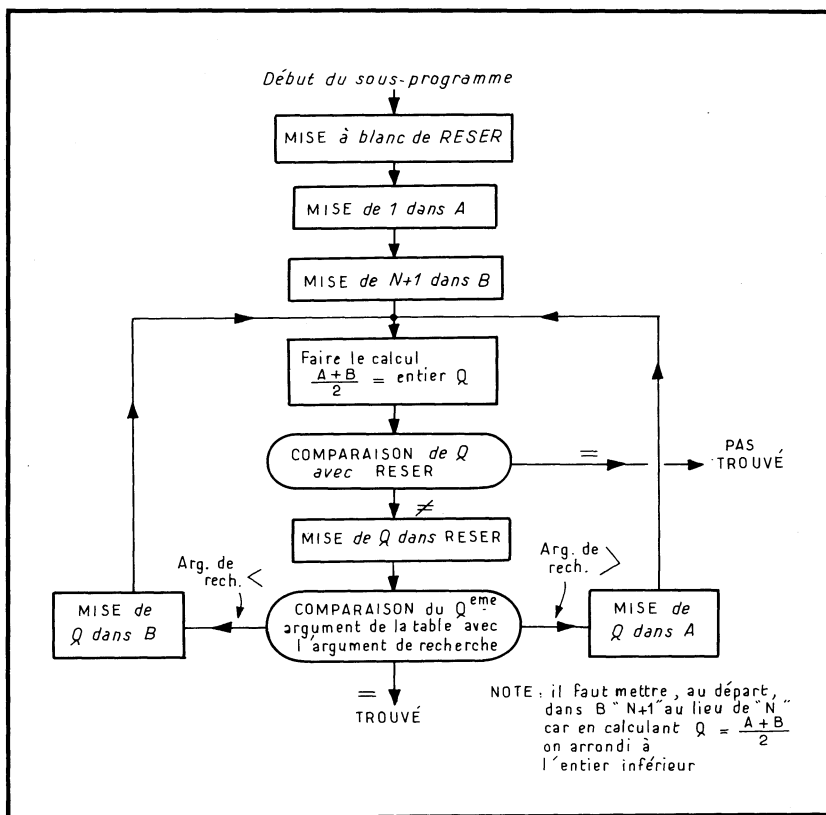 Début du sous-programme
MISE à blanc de RESER
MISE de 1 dans A
MISE de N+1 dans B
Faire le calcul
A+B
2
= entier Q
COMPARAISON de Q
avec RESER
=
PAS
TROUVÉ
≠
MISE de Q dans RESER
Arg. de
rech. <
Arg. de
rech. >
MISE de
Q dans B
COMPARAISON DU Qeme
argument de la table avec
l'argument de recherche
MISE de
Q dans A
=
TROUVÉ
NOTE : il faut mettre, au départ,
dans B "N+1" au lieu de "N"
car en calculant Q = A+B
2
on arrondi à
l'entier inférieur